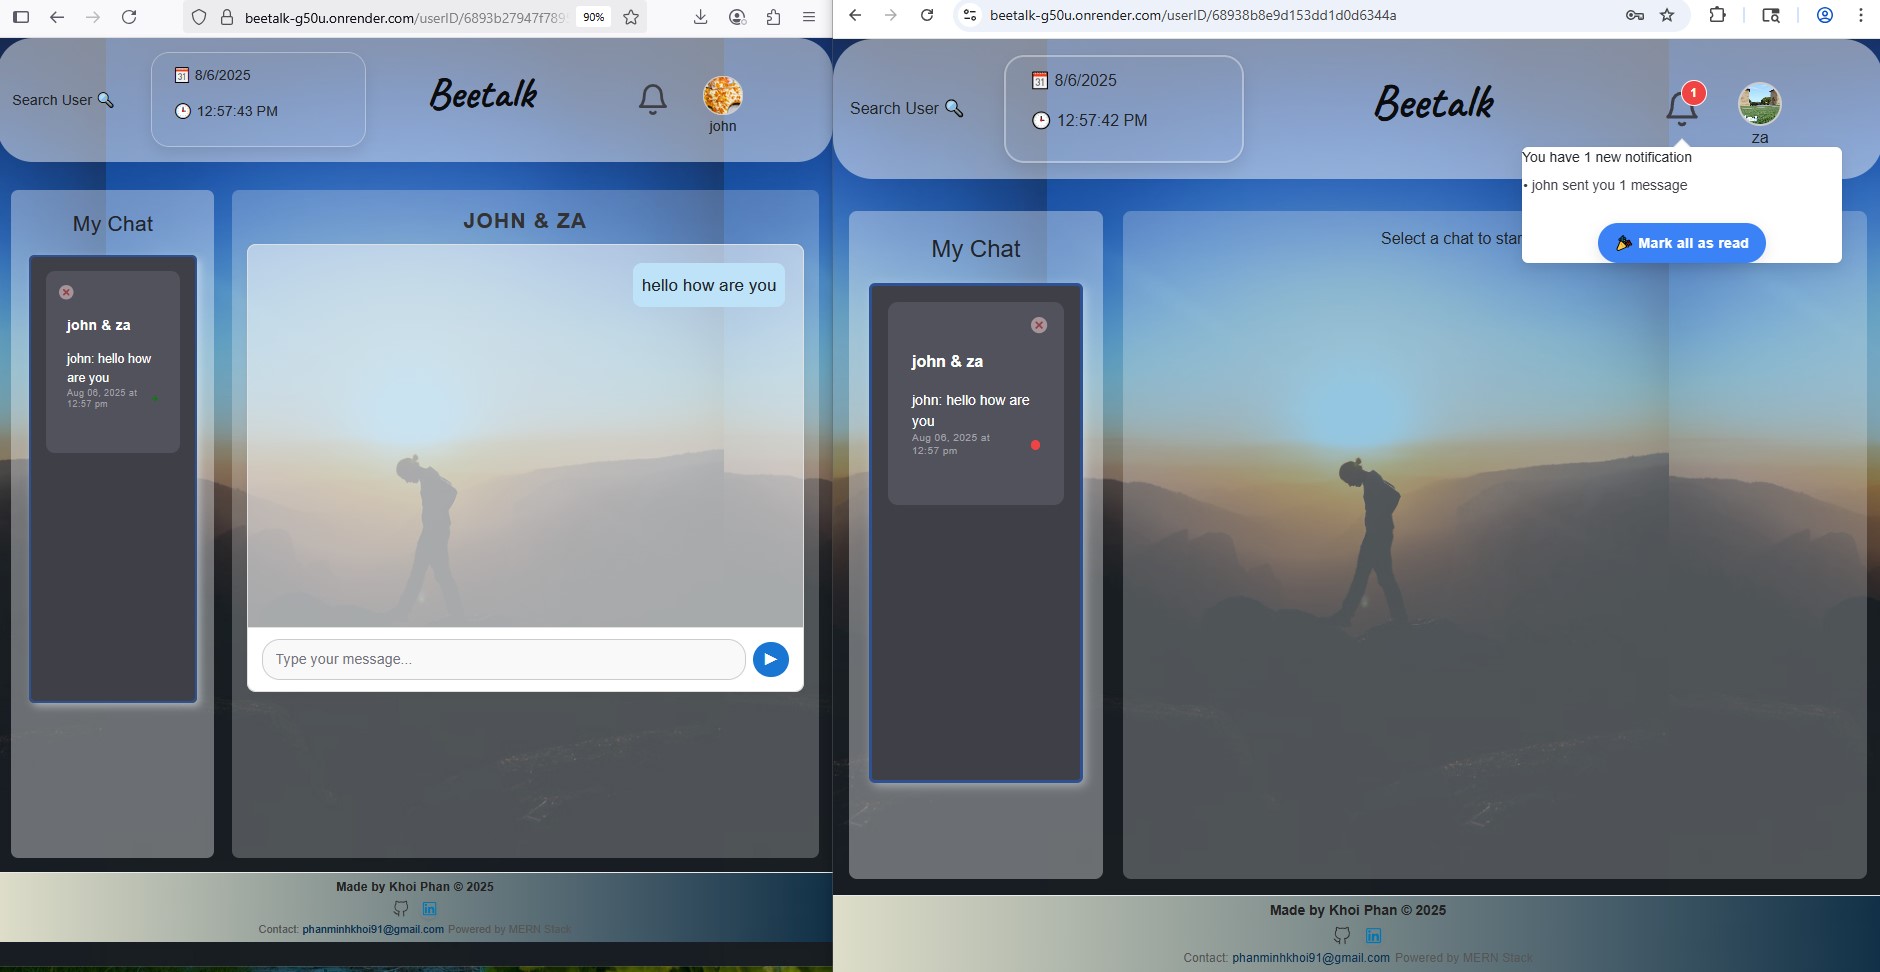 beetalk-g50u.onrender.com/userID/6893b27947f789
90%
Search User
8/6/2025
12:57:43 PM
Beetalk
john
My Chat
john & za
john: hello how
are you
Aug 06, 2025 at
12:57 pm
JOHN & ZA
hello how are you
Type your message...
Made by Khoi Phan © 2025
Contact: phanminhkhoi91@gmail.com Powered by MERN Stack
beetalk-g50u.onrender.com/userID/68938b8e9d153dd1d0d6344a
Search User
8/6/2025
12:57:42 PM
Beetalk
1
za
You have 1 new notification
• john sent you 1 message
Mark all as read
My Chat
john & za
john: hello how are
you
Aug 06, 2025 at
12:57 pm
Select a chat to star
Made by Khoi Phan © 2025
Contact: phanminhkhoi91@gmail.com Powered by MERN Stack